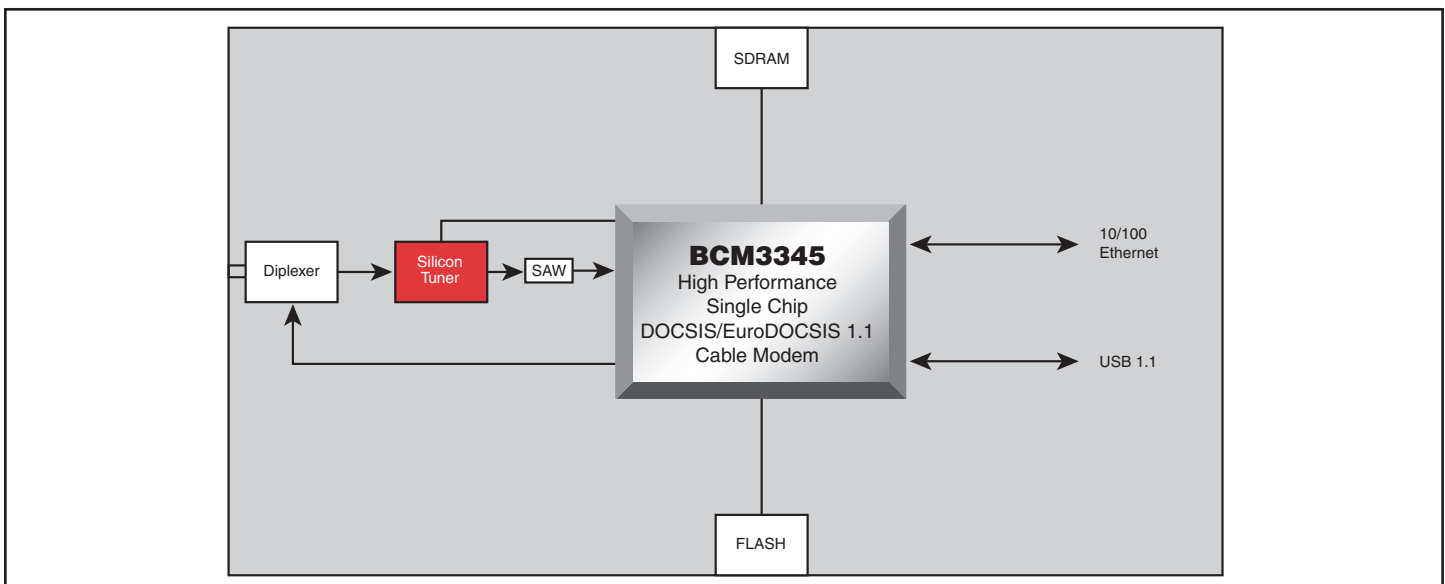 SDRAM
Diplexer
Silicon
Tuner
SAW
BCM3345
High Performance
Single Chip
DOCSIS/EuroDOCSIS 1.1
Cable Modem
10/100
Ethernet
USB 1.1
FLASH